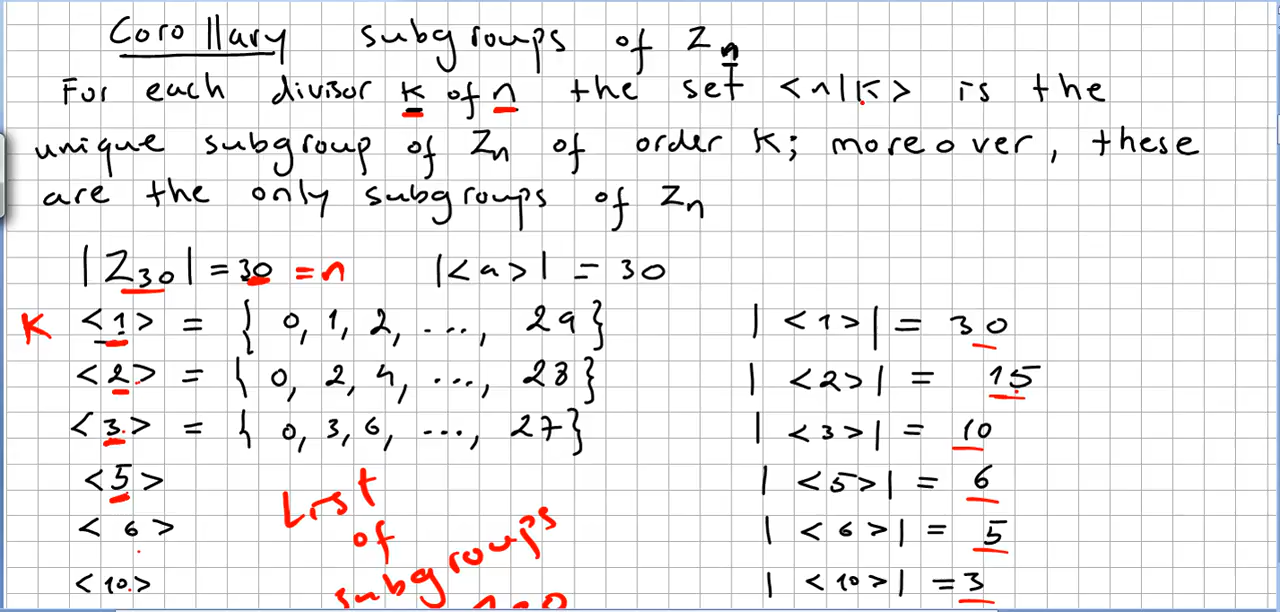 Corollary subgroups of Zn
For each divisor k of n the set <n/k> is the
unique subgroup of Zn of order k; moreover, these
are the only subgroups of Zn
|Z30| = 30 = n |<a>| = 30
K <1> = { 0, 1, 2, ..., 29} |<1>| = 30
<2> = { 0, 2, 4, ..., 28} |<2>| = 15
<3> = { 0, 3, 6, ..., 27} |<3>| = 10
<5> |<5>| = 6
<6> |<6>| = 5
<10> |<10>| = 3
List
of
subgroups